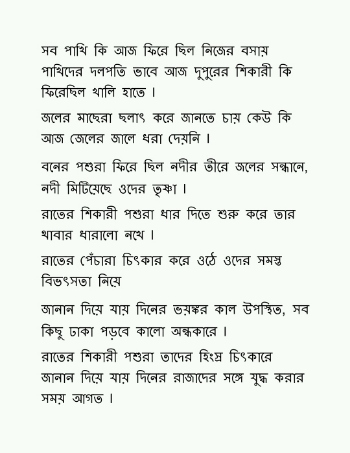 সব পাখি কি আজ ফিরে ছিল নিজের বসায়
পাখিদের দলপতি ভাবে আজ দুপুরের শিকারী কি
ফিরেছিল খালি হাতে ।
জলের মাছেরা ছলাৎ করে জানতে চায় কেউ কি
আজ জেলের জালে ধরা দেয়নি ।
বনের পশুরা ফিরে ছিল নদীর তীরে জলের সন্ধানে,
নদী মিটিয়েছে ওদের তৃষ্ণা ।
রাতের শিকারী পশুরা ধার দিতে শুরু করে তার
থাবার ধারালো নখে ।
রাতের পেঁচারা চিৎকার করে ওঠে ওদের সমস্ত
বিভৎসতা নিয়ে
জানান দিয়ে যায় দিনের ভয়ঙ্কর কাল উপস্থিত, সব
কিছু ঢাকা পড়বে কালো অন্ধকারে ।
রাতের শিকারী পশুরা তাদের হিংস্র চিৎকারে
জানান দিয়ে যায় দিনের রাজাদের সঙ্গে যুদ্ধ করার
সময় আগত ।